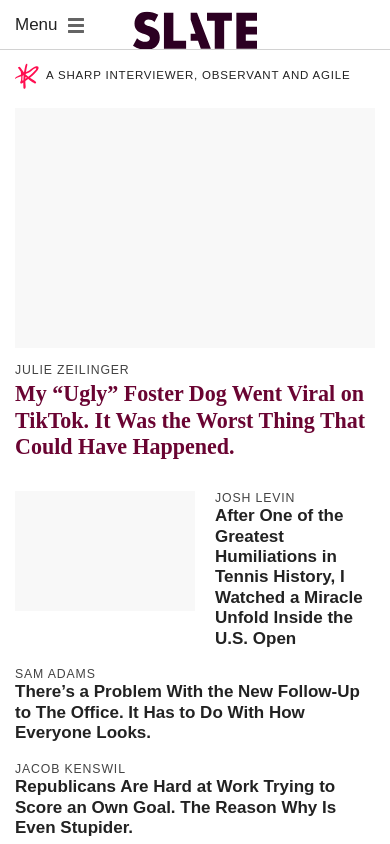 Menu
SLATE
A SHARP INTERVIEWER, OBSERVANT AND AGILE
JULIE ZEILINGER
My “Ugly” Foster Dog Went Viral on
TikTok. It Was the Worst Thing That
Could Have Happened.
JOSH LEVIN
After One of the
Greatest
Humiliations in
Tennis History, I
Watched a Miracle
Unfold Inside the
U.S. Open
SAM ADAMS
There’s a Problem With the New Follow-Up
to The Office. It Has to Do With How
Everyone Looks.
JACOB KENSWIL
Republicans Are Hard at Work Trying to
Score an Own Goal. The Reason Why Is
Even Stupider.